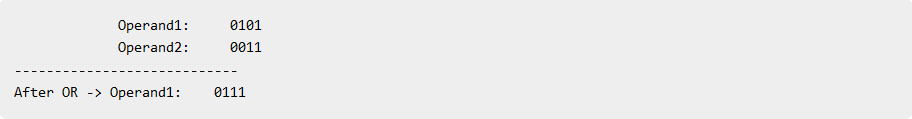 Operand1:     0101
             Operand2:     0011
----------------------------
After OR -> Operand1:    0111